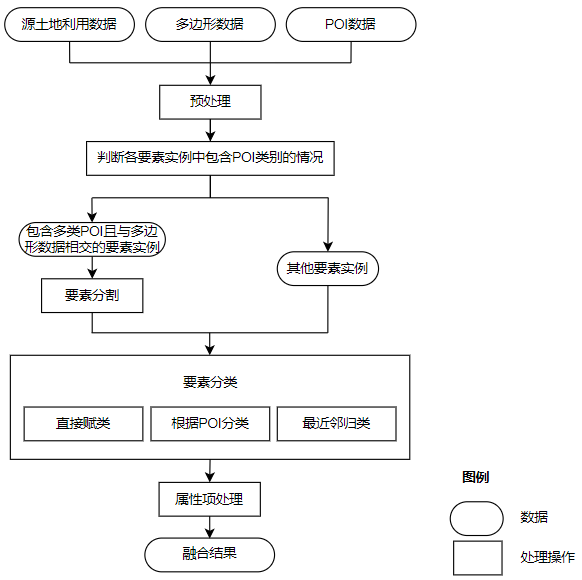 源土地利用数据
多边形数据
POI数据
预处理
判断各要素实例中包含POI类别的情况
包含多类POI且与多边
形数据相交的要素实例
其他要素实例
要素分割
要素分类
直接赋类
根据POI分类
最近邻归类
属性项处理
融合结果
图例
数据
处理操作